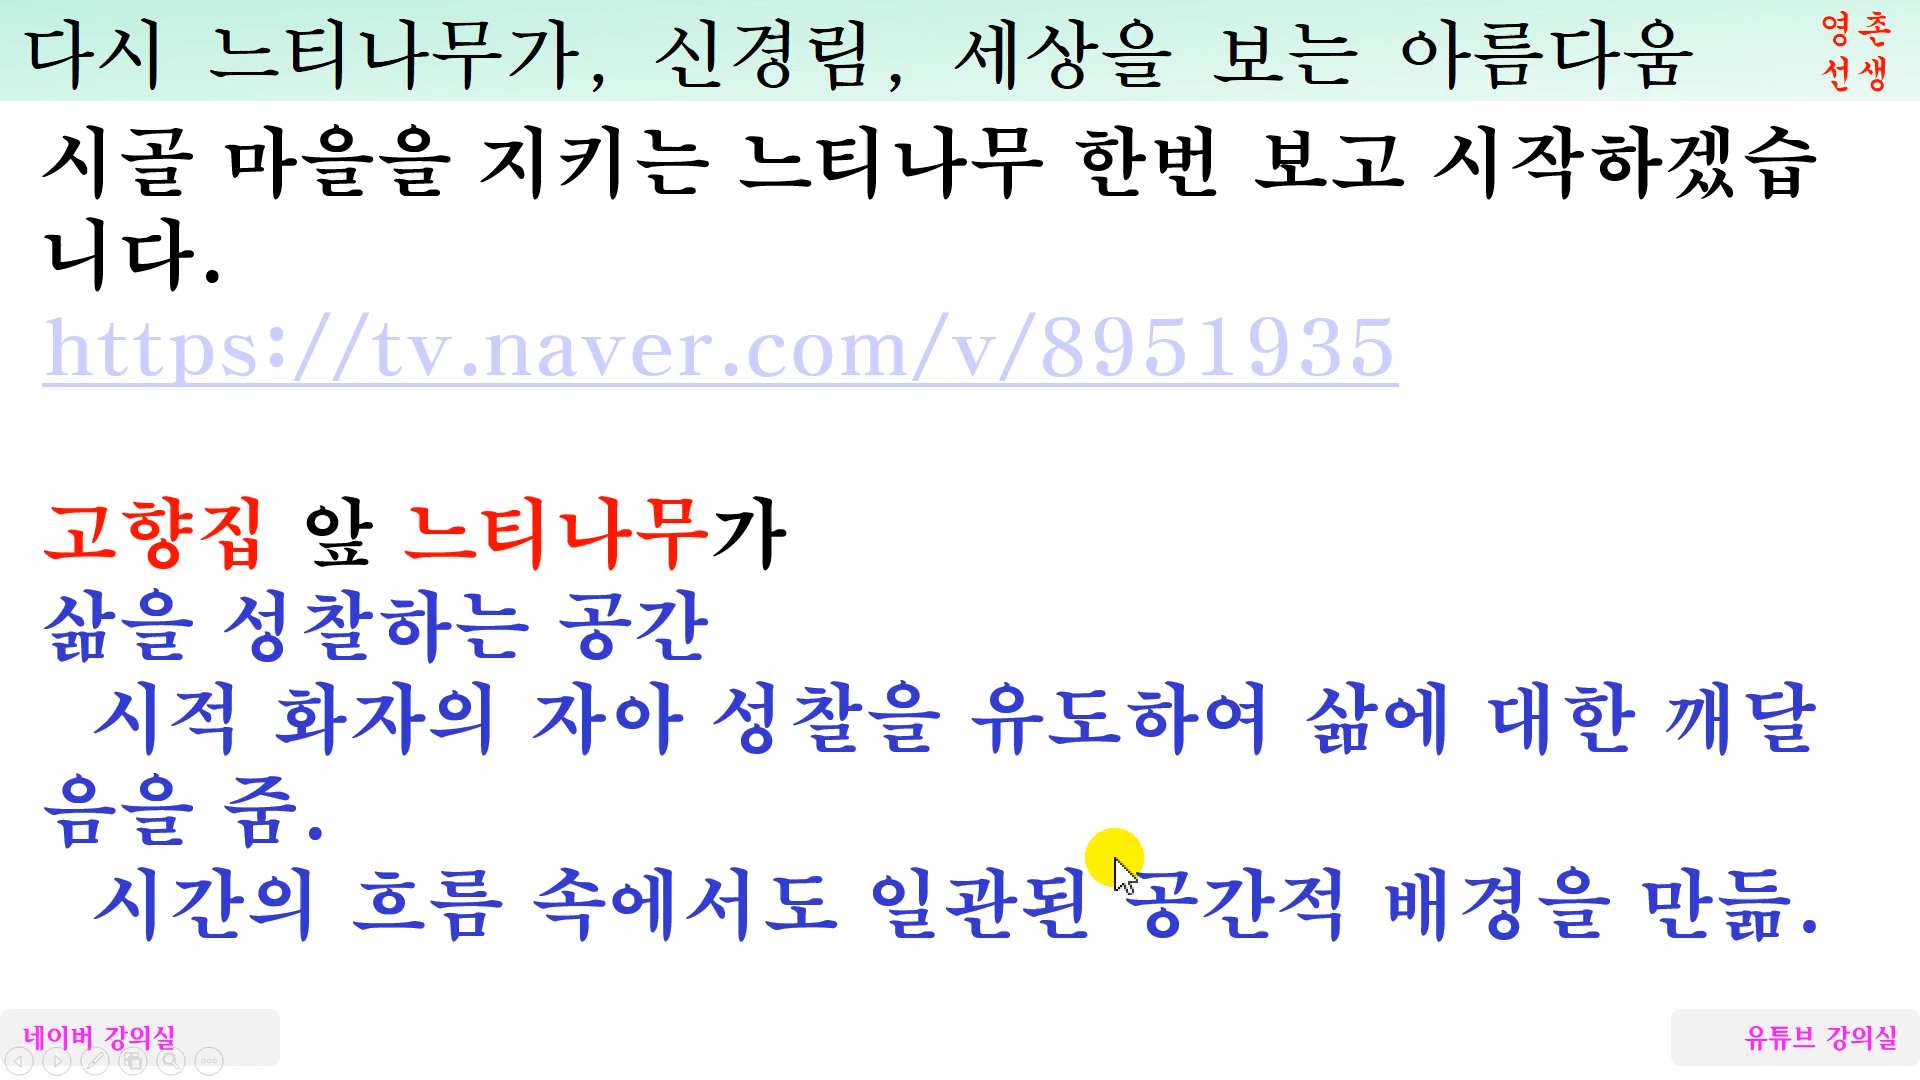 다시 느티나무가, 신경림, 세상을 보는 아름다움
영촌
선생
시골 마을을 지키는 느티나무 한번 보고 시작하겠습
니다.
https://tv.naver.com/v/8951935
고향집 앞 느티나무가
삶을 성찰하는 공간
시적 화자의 자아 성찰을 유도하여 삶에 대한 깨달
음을 줌.
시간의 흐름 속에서도 일관된 공간적 배경을 만듦.
네이버 강의실
유튜브 강의실